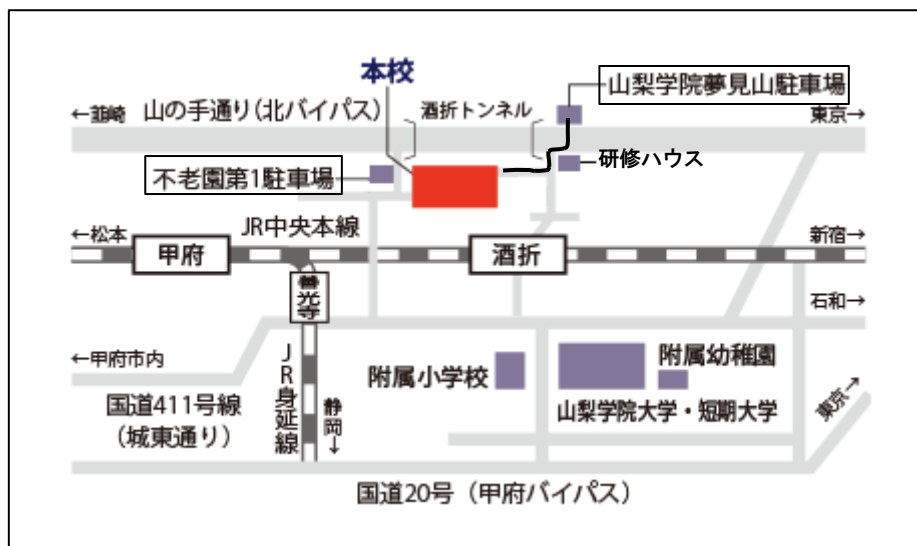 本校
山梨学院夢見山駐車場
←韮崎
山の手通り(北バイパス)
酒折トンネル
東京→
研修ハウス
不老園第1駐車場
←松本
JR中央本線
新宿→
甲府
酒折
善光寺
石和→
←甲府市内
JR身延線
静岡→
附属小学校
附属幼稚園
山梨学院大学・短期大学
東京→
国道411号線
(城東通り)
国道20号(甲府バイパス)